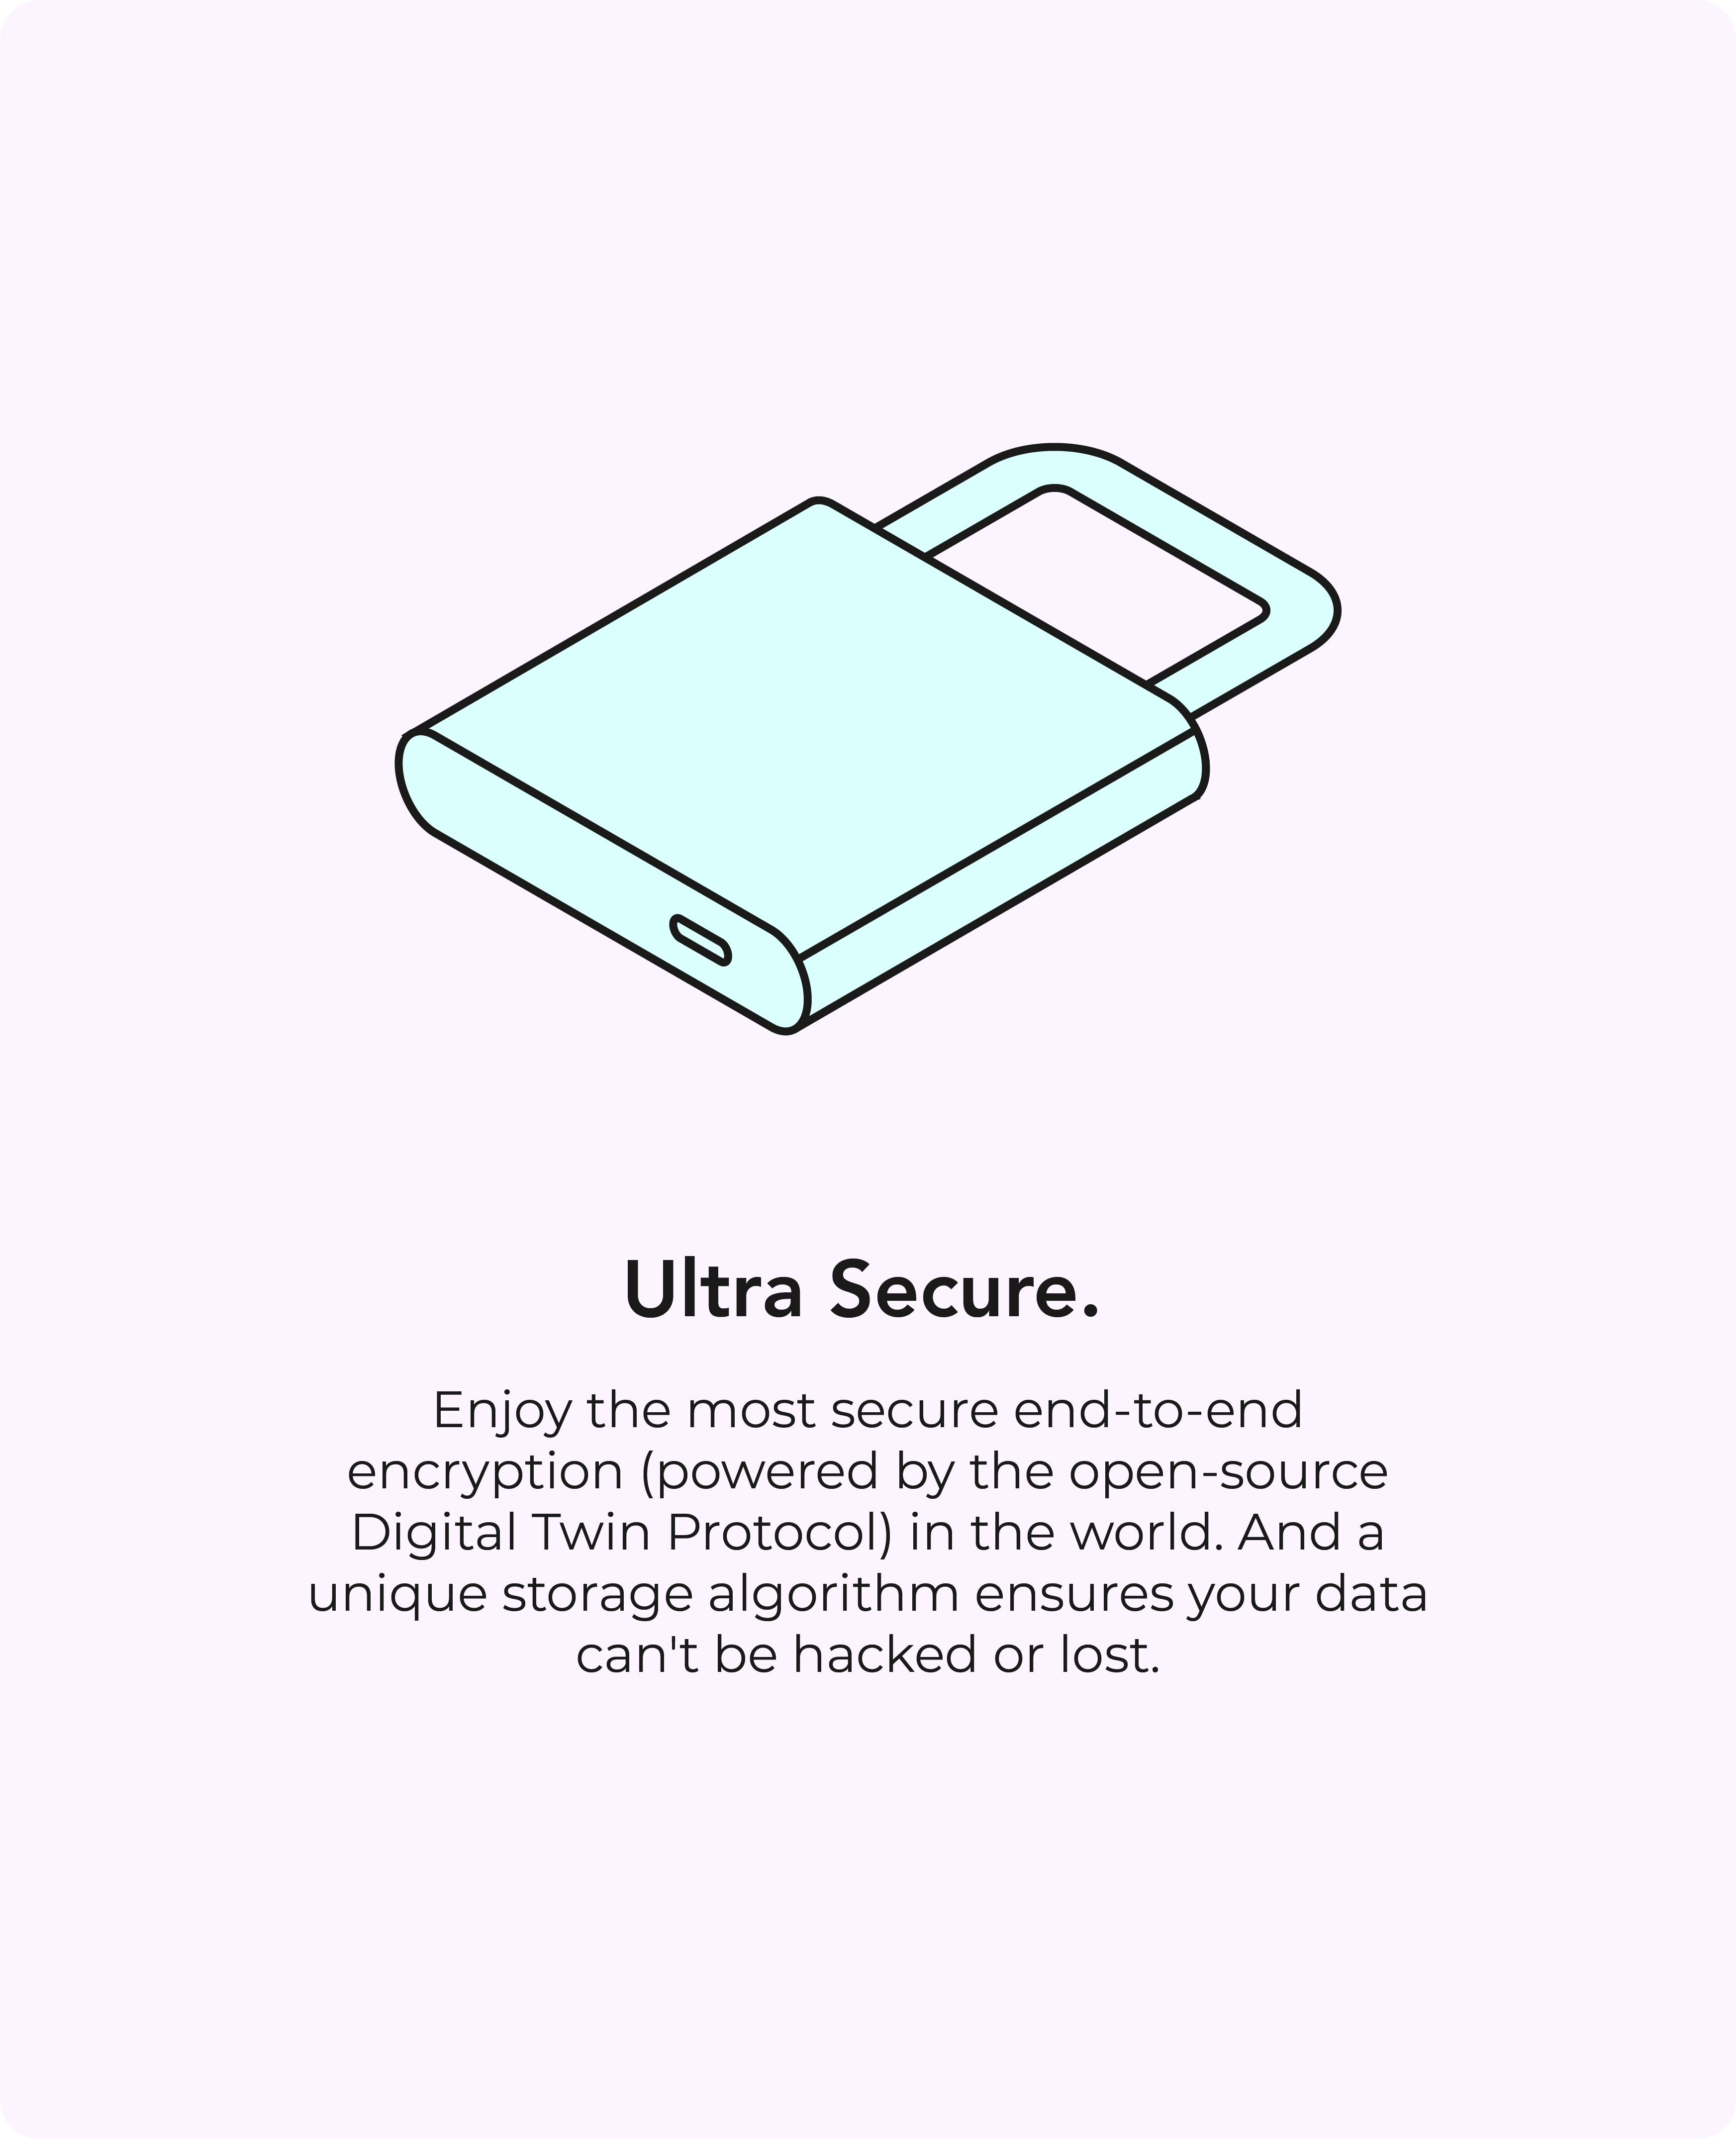 Ultra Secure.
Enjoy the most secure end-to-end
encryption (powered by the open-source
Digital Twin Protocol) in the world. And a
unique storage algorithm ensures your data
can't be hacked or lost.